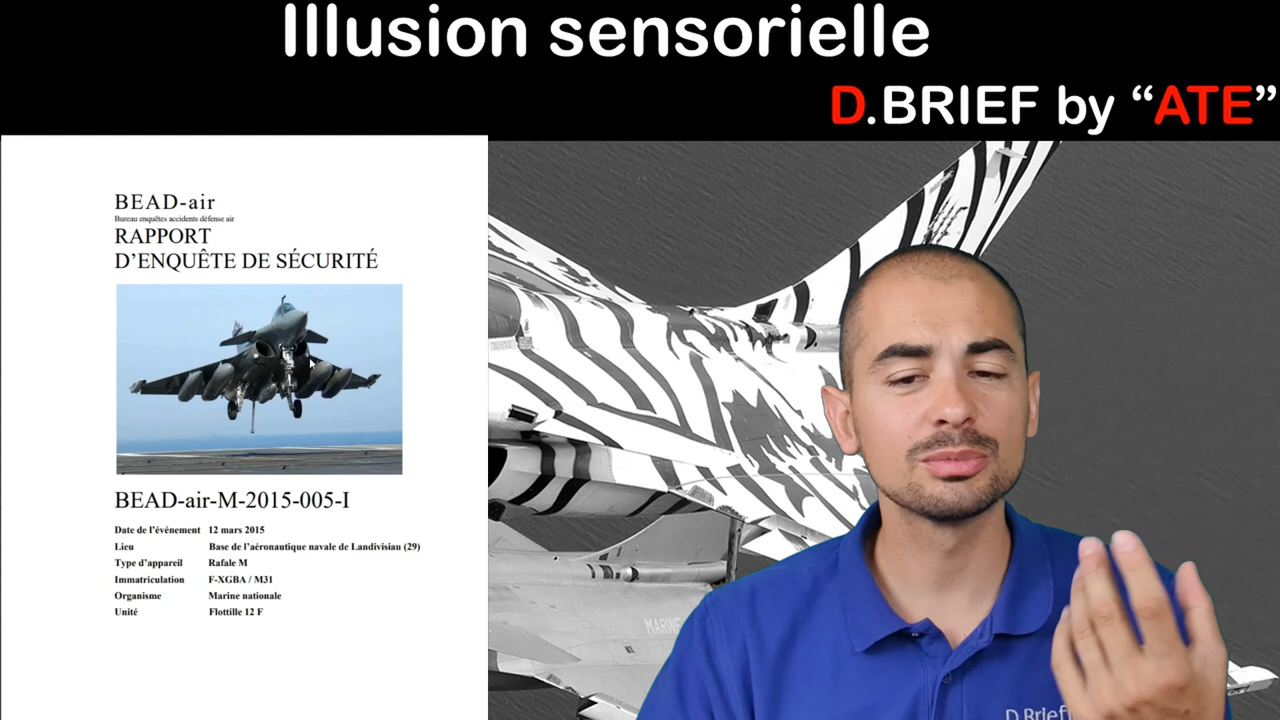 Illusion sensorielle
D.BRIEF by “ATE”
BEAD-air
Bureau enquêtes accidents défense air
RAPPORT
D’ENQUÊTE DE SÉCURITÉ
BEAD-air-M-2015-005-I
Date de l’événement 12 mars 2015
Lieu Base de l’aéronautique navale de Landivisiau (29)
Type d’appareil Rafale M
Immatriculation F-XGBA / M31
Organisme Marine nationale
Unité Flottille 12 F
MARINE
D.Brief